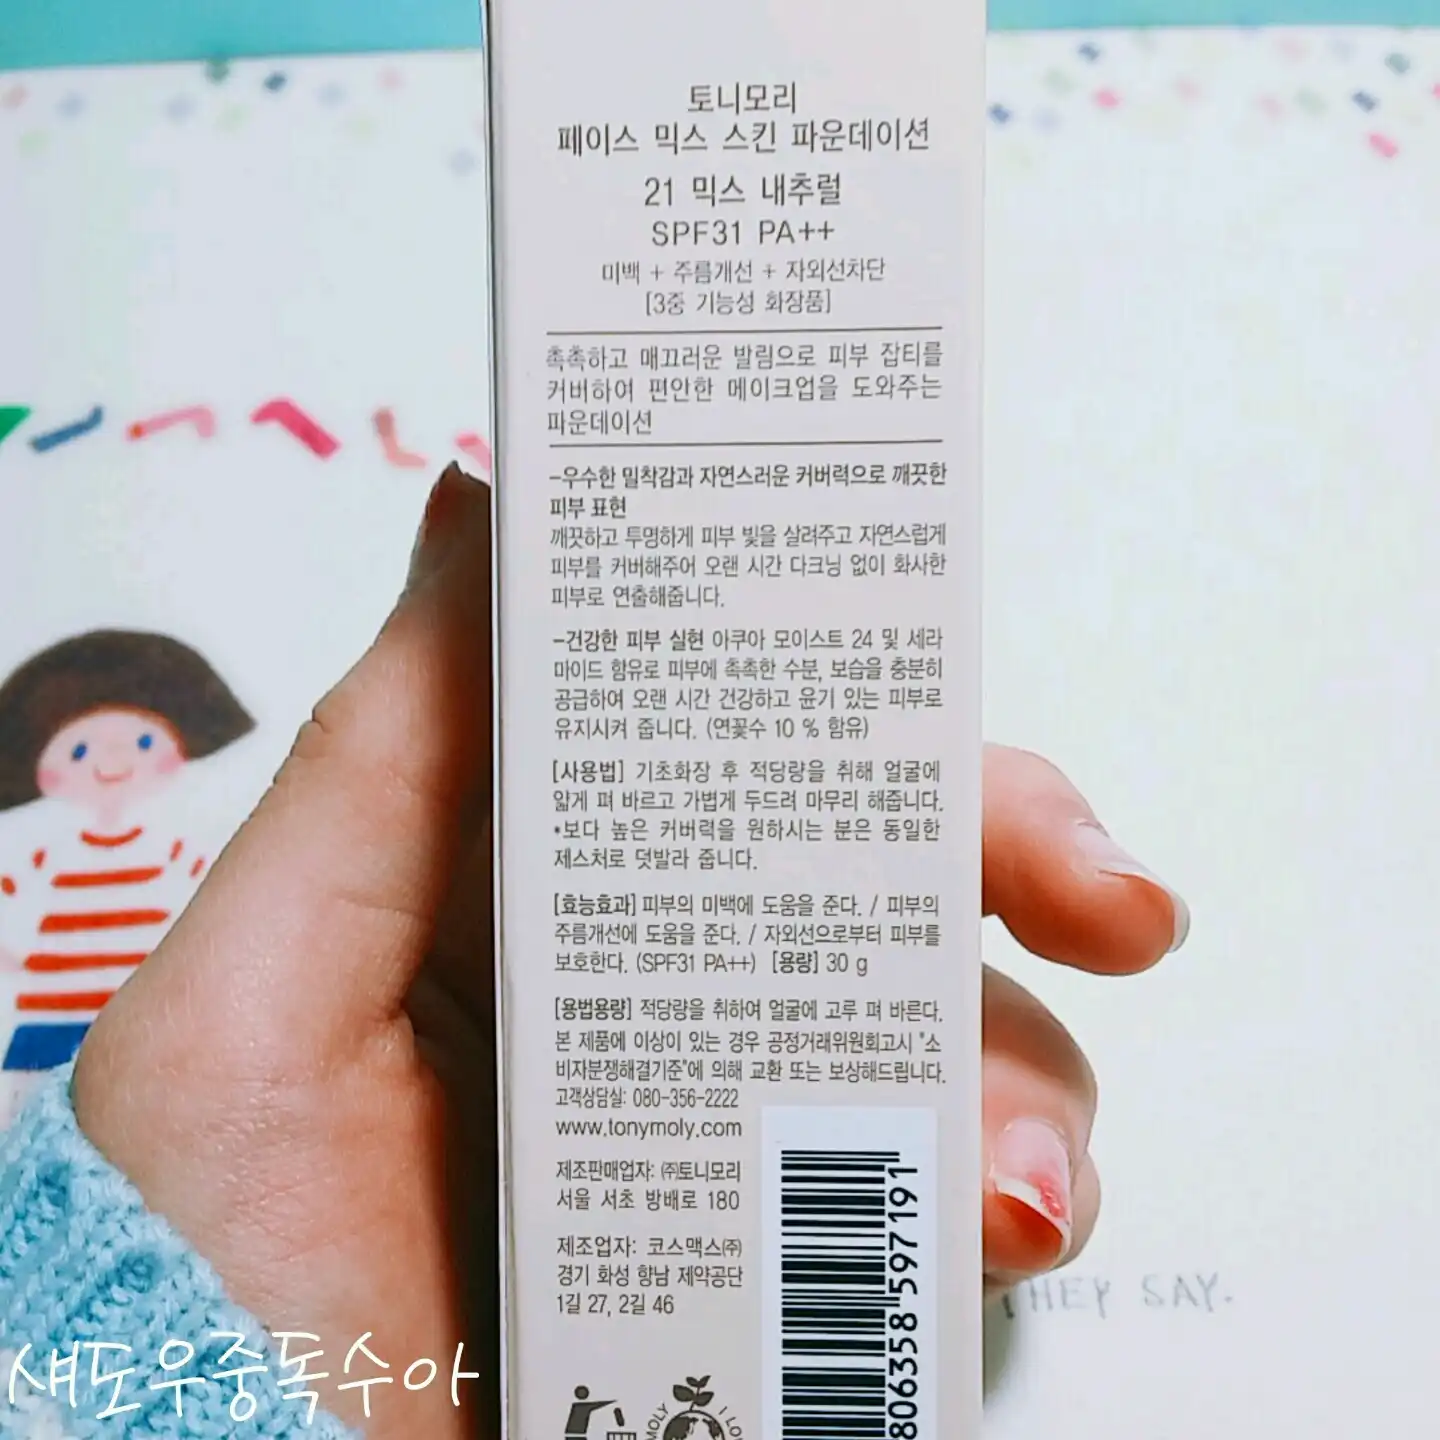 토니모리
페이스 믹스 스킨 파운데이션
21 믹스 내추럴
SPF31 PA++
미백 + 주름개선 + 자외선차단
[3중 기능성 화장품]
촉촉하고 매끄러운 발림으로 피부 잡티를
커버하여 편안한 메이크업을 도와주는
파운데이션
-우수한 밀착감과 자연스러운 커버력으로 깨끗한
피부 표현
깨끗하고 투명하게 피부 빛을 살려주고 자연스럽게
피부를 커버해주어 오랜 시간 다크닝 없이 화사한
피부로 연출해줍니다.
-건강한 피부 실현 아쿠아 모이스트 24 및 세라
마이드 함유로 피부에 촉촉한 수분, 보습을 충분히
공급하여 오랜 시간 건강하고 윤기 있는 피부로
유지시켜 줍니다. (연꽃수 10 % 함유)
[사용법] 기초화장 후 적당량을 취해 얼굴에
얇게 펴 바르고 가볍게 두드려 마무리 해줍니다.
*보다 높은 커버력을 원하시는 분은 동일한
제스처로 덧발라 줍니다.
[효능효과] 피부의 미백에 도움을 준다. / 피부의
주름개선에 도움을 준다. / 자외선으로부터 피부를
보호한다. (SPF31 PA++) [용량] 30 g
[용법용량] 적당량을 취하여 얼굴에 고루 펴 바른다.
본 제품에 이상이 있는 경우 공정거래위원회고시 "소
비자분쟁해결기준"에 의해 교환 또는 보상해드립니다.
고객상담실: 080-356-2222
www.tonymoly.com
제조판매업자: ㈜토니모리
서울 서초 방배로 180
제조업자: 코스맥스㈜
경기 화성 향남 제약공단
1길 27, 2길 46
806358 597191
MOLY I LO
THEY SAY.
섀도우중독수아